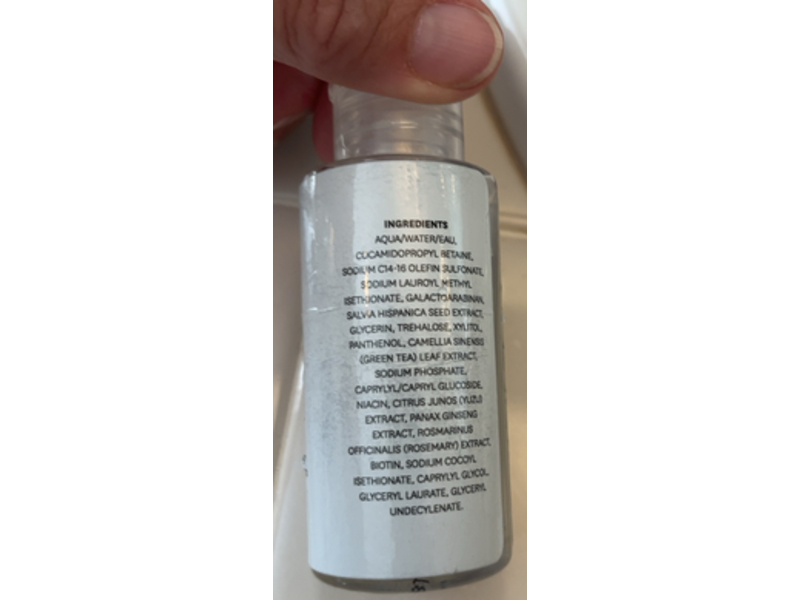 INGREDIENTS
AQUA/WATER/EAU,
CUCAMIDOPROPYL BETAINE,
SODIUM C14-16 OLEFIN SULFONATE,
SODIUM LAUROYL METHYL
ISETHIONATE, GALACTOARABINAN,
SALVIA HISPANICA SEED EXTRACT,
GLYCERIN, TREHALOSE, XYLITOL,
PANTHENOL, CAMELLIA SINENSIS
(GREEN TEA) LEAF EXTRACT,
SODIUM PHOSPHATE,
CAPRYLYL/CAPRYL GLUCOSIDE,
NIACIN, CITRUS JUNOS (YUZU)
EXTRACT, PANAX GINSENG
EXTRACT, ROSMARINUS
OFFICINALIS (ROSEMARY) EXTRACT,
BIOTIN, SODIUM COCOYL
ISETHIONATE, CAPRYLYL GLYCOL,
GLYCERYL LAURATE, GLYCERYL
UNDECYLENATE.